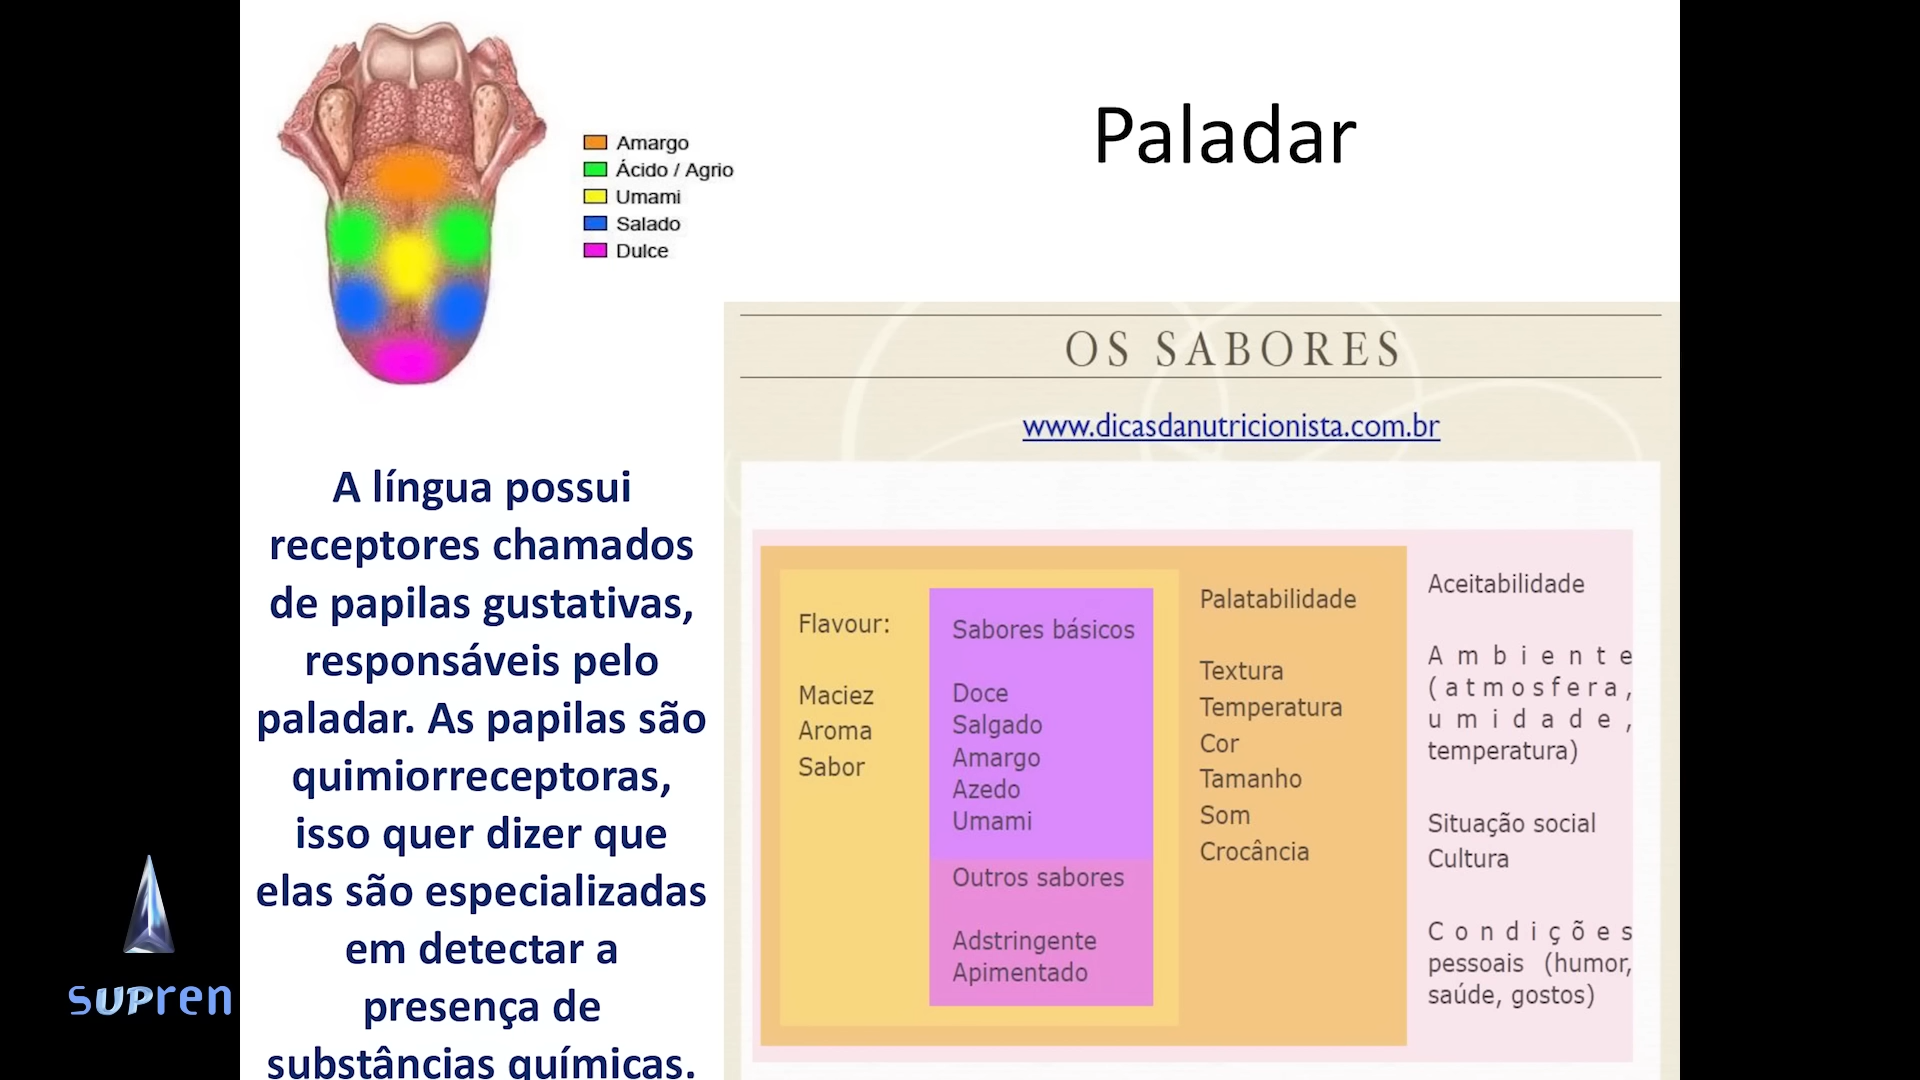 Paladar
Amargo
Ácido / Agrio
Umami
Salado
Dulce
A língua possui
receptores chamados
de papilas gustativas,
responsáveis pelo
paladar. As papilas são
quimiorreceptoras,
isso quer dizer que
elas são especializadas
em detectar a
presença de
substâncias químicas.
OS SABORES
www.dicasdanutricionista.com.br
Flavour:
Maciez
Aroma
Sabor
Sabores básicos
Doce
Salgado
Amargo
Azedo
Umami
Outros sabores
Adstringente
Apimentado
Palatabilidade
Textura
Temperatura
Cor
Tamanho
Som
Crocância
Aceitabilidade
Ambiente
(atmosfera,
umidade,
temperatura)
Situação social
Cultura
Condições
pessoais (humor,
saúde, gostos)
supren